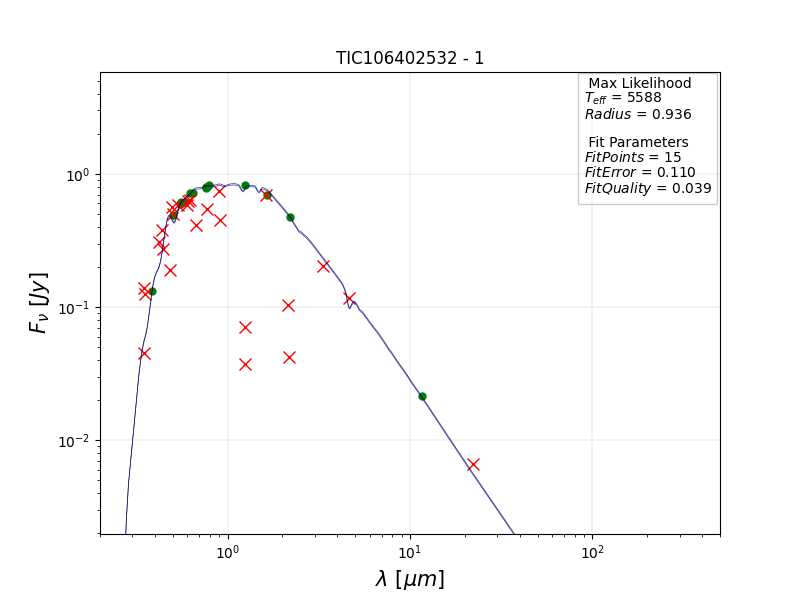 TIC106402532 - 1
Max Likelihood
T_eff = 5588
Radius = 0.936
Fit Parameters
FitPoints = 15
FitError = 0.110
FitQuality = 0.039
F_ν [Jy]
10^0
10^-1
10^-2
10^0 10^1 10^2
λ [μm]